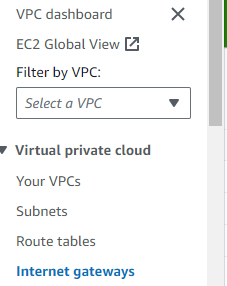 VPC dashboard
EC2 Global View
Filter by VPC:
Select a VPC
Virtual private cloud
Your VPCs
Subnets
Route tables
Internet gateways